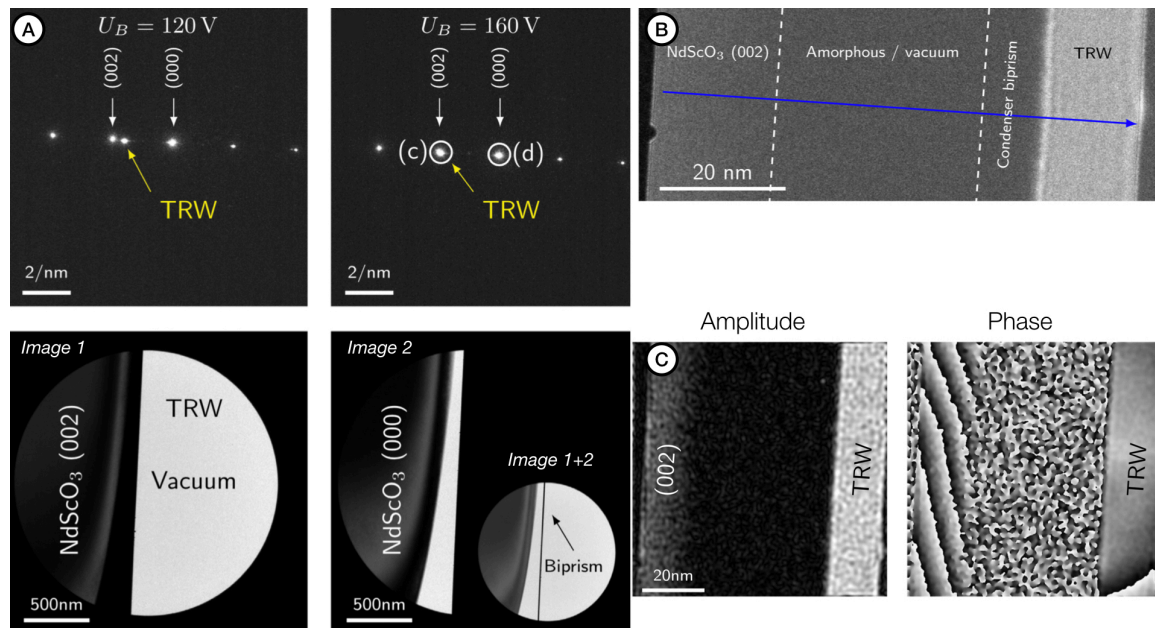 A
U_B = 120 V
(002)
(000)
TRW
2/nm
U_B = 160 V
(002)
(000)
(c)
(d)
TRW
2/nm
B
NdScO₃ (002)
Amorphous / vacuum
Condenser biprism
TRW
20 nm
Image 1
NdScO₃ (002)
TRW
Vacuum
500nm
Image 2
NdScO₃ (000)
Image 1+2
Biprism
500nm
Amplitude
Phase
C
(002)
TRW
20nm
TRW